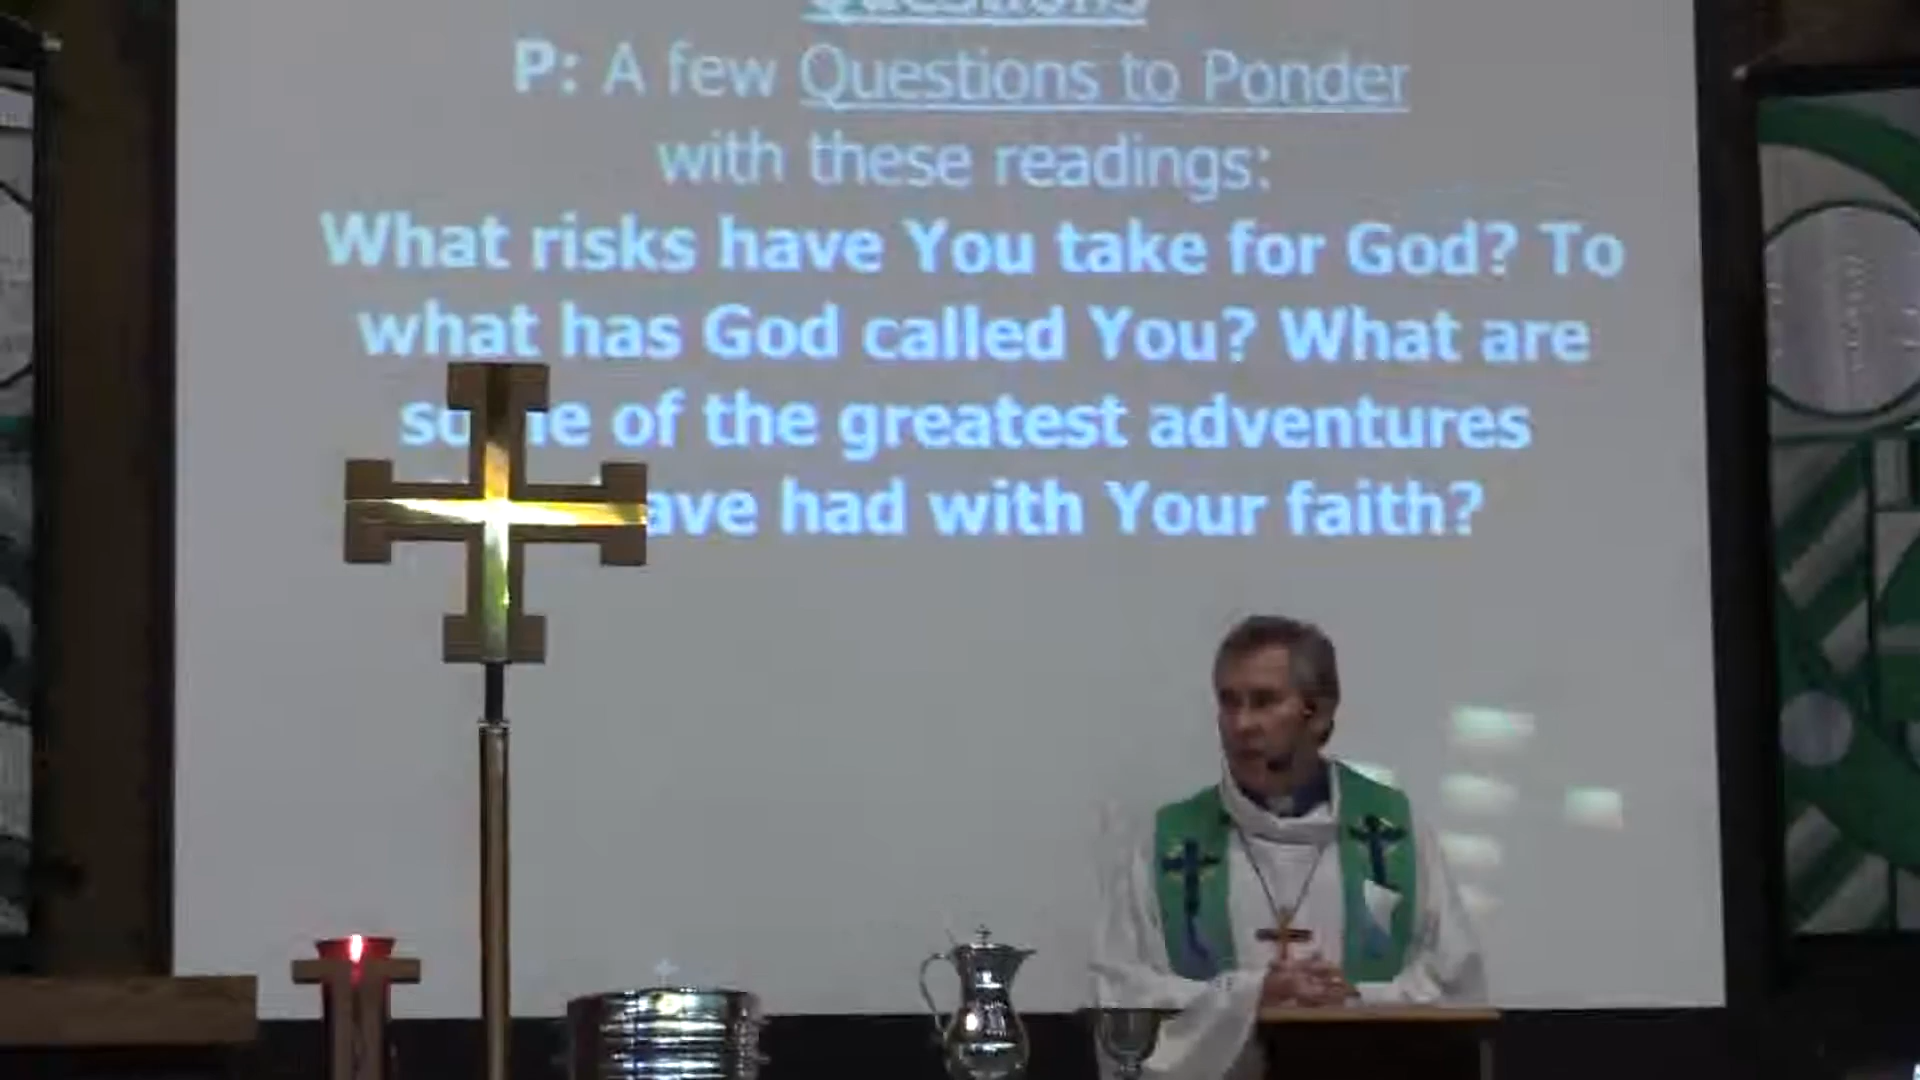 Questions
P: A few Questions to Ponder
with these readings:
What risks have You take for God? To
what has God called You? What are
of the greatest adventures
had with Your faith?